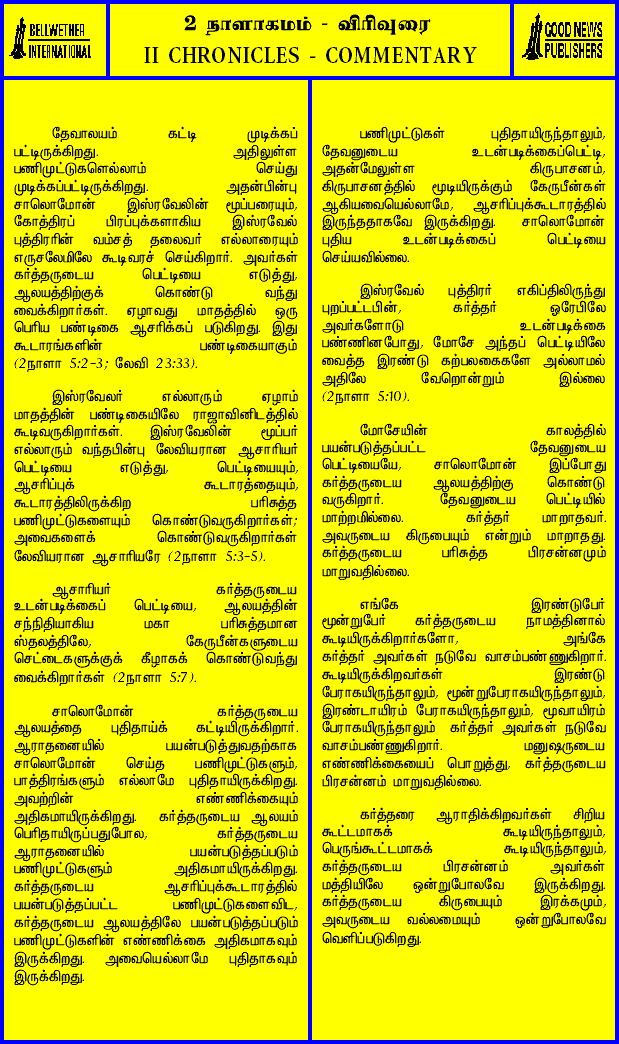 BELLWETHER
INTERNATIONAL
2 நாளாகமம் - விரிவுரை
II CHRONICLES - COMMENTARY
GOOD NEWS
PUBLISHERS
தேவாலயம் கட்டி முடிக்கப்
பட்டிருக்கிறது. அதிலுள்ள
பணிமுட்டுகளெல்லாம் செய்து
முடிக்கப்பட்டிருக்கிறது. அதன்பின்பு
சாலொமோன் இஸ்ரவேலின் மூப்பரையும்,
கோத்திரப் பிரபுக்களாகிய இஸ்ரவேல்
புத்திரரின் வம்சத் தலைவர் எல்லாரையும்
எருசலேமிலே கூடிவரச் செய்கிறார். அவர்கள்
கர்த்தருடைய பெட்டியை எடுத்து,
ஆலயத்திற்குக் கொண்டு வந்து
வைக்கிறார்கள். ஏழாவது மாதத்தில் ஒரு
பெரிய பண்டிகை ஆசரிக்கப் படுகிறது. இது
கூடாரங்களின் பண்டிகையாகும்
(2நாளா 5:2-3; லேவி 23:33).
இஸ்ரவேலர் எல்லாரும் ஏழாம்
மாதத்தின் பண்டிகையிலே ராஜாவினிடத்தில்
கூடிவருகிறார்கள். இஸ்ரவேலின் மூப்பர்
எல்லாரும் வந்தபின்பு லேவியரான ஆசாரியர்
பெட்டியை எடுத்து, பெட்டியையும்,
ஆசரிப்புக் கூடாரத்தையும்,
கூடாரத்திலிருக்கிற பரிசுத்த
பணிமுட்டுகளையும் கொண்டுவருகிறார்கள்;
அவைகளைக் கொண்டுவருகிறார்கள்
லேவியரான ஆசாரியரே (2நாளா 5:3-5).
ஆசாரியர் கர்த்தருடைய
உடன்படிக்கைப் பெட்டியை, ஆலயத்தின்
சந்நிதியாகிய மகா பரிசுத்தமான
ஸ்தலத்திலே, கேருபீன்களுடைய
செட்டைகளுக்குக் கீழாகக் கொண்டுவந்து
வைக்கிறார்கள் (2நாளா 5:7).
சாலொமோன் கர்த்தருடைய
ஆலயத்தை புதிதாய்க் கட்டியிருக்கிறார்.
ஆராதனையில் பயன்படுத்துவதற்காக
சாலொமோன் செய்த பணிமுட்டுகளும்,
பாத்திரங்களும் எல்லாமே புதிதாயிருக்கிறது.
அவற்றின் எண்ணிக்கையும்
அதிகமாயிருக்கிறது. கர்த்தருடைய ஆலயம்
பெரிதாயிருப்பதுபோல, கர்த்தருடைய
ஆராதனையில் பயன்படுத்தப்படும்
பணிமுட்டுகளும் அதிகமாயிருக்கிறது.
கர்த்தருடைய ஆசரிப்புக்கூடாரத்தில்
பயன்படுத்தப்பட்ட பணிமுட்டுகளைவிட,
கர்த்தருடைய ஆலயத்திலே பயன்படுத்தப்படும்
பணிமுட்டுகளின் எண்ணிக்கை அதிகமாகவும்
இருக்கிறது. அவையெல்லாமே புதிதாகவும்
இருக்கிறது.
பணிமுட்டுகள் புதிதாயிருந்தாலும்,
தேவனுடைய உடன்படிக்கைப்பெட்டி,
அதன்மேலுள்ள கிருபாசனம்,
கிருபாசனத்தில் மூடியிருக்கும் கேருபீன்கள்
ஆகியவையெல்லாமே, ஆசரிப்புக்கூடாரத்தில்
இருந்ததாகவே இருக்கிறது. சாலொமோன்
புதிய உடன்படிக்கைப் பெட்டியை
செய்யவில்லை.
இஸ்ரவேல் புத்திரர் எகிப்திலிருந்து
புறப்பட்டபின், கர்த்தர் ஒரேபிலே
அவர்களோடு உடன்படிக்கை
பண்ணினபோது, மோசே அந்தப் பெட்டியிலே
வைத்த இரண்டு கற்பலகைகளே அல்லாமல்
அதிலே வேறொன்றும் இல்லை
(2நாளா 5:10).
மோசேயின் காலத்தில்
பயன்படுத்தப்பட்ட தேவனுடைய
பெட்டியையே, சாலொமோன் இப்போது
கர்த்தருடைய ஆலயத்திற்கு கொண்டு
வருகிறார். தேவனுடைய பெட்டியில்
மாற்றமில்லை. கர்த்தர் மாறாதவர்.
அவருடைய கிருபையும் என்றும் மாறாதது.
கர்த்தருடைய பரிசுத்த பிரசன்னமும்
மாறுவதில்லை.
எங்கே இரண்டுபேர்
மூன்றுபேர் கர்த்தருடைய நாமத்தினால்
கூடியிருக்கிறார்களோ, அங்கே
கர்த்தர் அவர்கள் நடுவே வாசம்பண்ணுகிறார்.
கூடியிருக்கிறவர்கள் இரண்டு
பேராகயிருந்தாலும், மூன்றுபேராகயிருந்தாலும்,
இரண்டாயிரம் பேராகயிருந்தாலும், மூவாயிரம்
பேராகயிருந்தாலும் கர்த்தர் அவர்கள் நடுவே
வாசம்பண்ணுகிறார். மனுஷருடைய
எண்ணிக்கையைப் பொறுத்து, கர்த்தருடைய
பிரசன்னம் மாறுவதில்லை.
கர்த்தரை ஆராதிக்கிறவர்கள் சிறிய
கூட்டமாகக் கூடியிருந்தாலும்,
பெருங்கூட்டமாகக் கூடியிருந்தாலும்,
கர்த்தருடைய பிரசன்னம் அவர்கள்
மத்தியிலே ஒன்றுபோலவே இருக்கிறது.
கர்த்தருடைய கிருபையும் இரக்கமும்,
அவருடைய வல்லமையும் ஒன்றுபோலவே
வெளிப்படுகிறது.